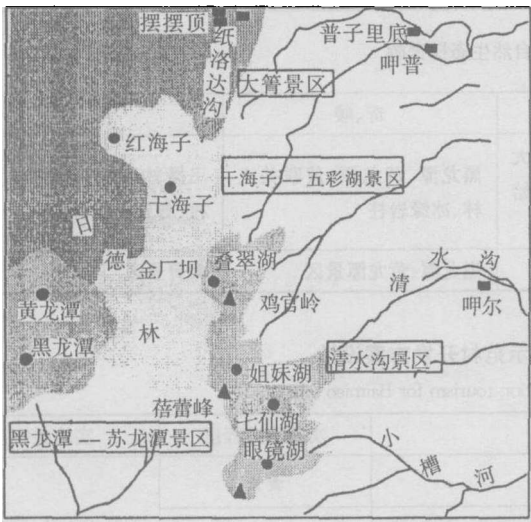 摆摆顶
纸洛达沟
普子里底
呷普
大箐景区
红海子
干海子 — 五彩湖景区
干海子
日
德
林
金厂坝
叠翠湖
水
沟
清
呷尔
鸡官岭
黄龙潭
黑龙潭
清水沟景区
姐妹湖
蓓蕾峰
七仙湖
黑龙潭 — 苏龙潭景区
眼镜湖
小
槽
河